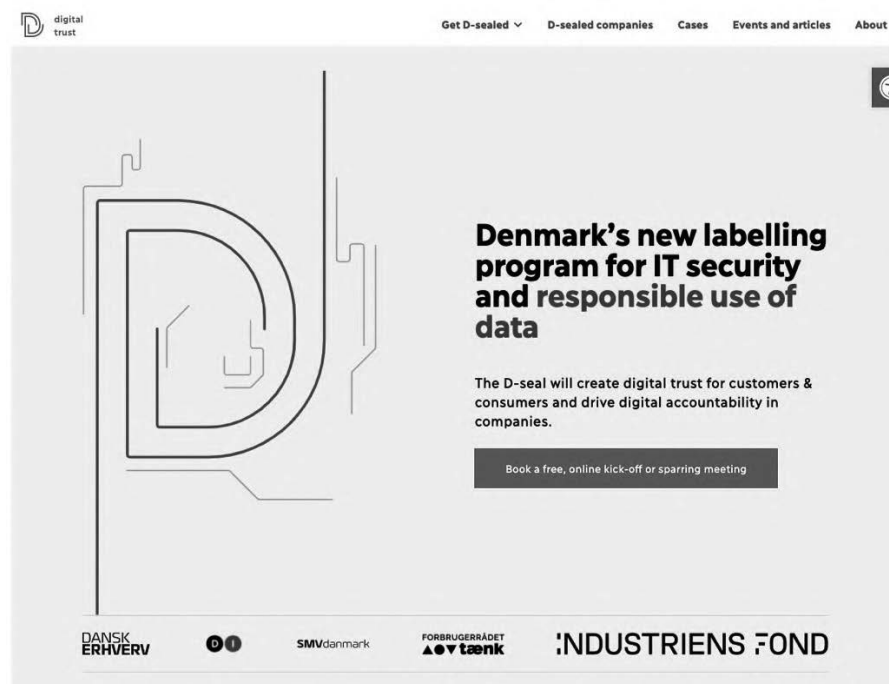 digital
trust
Get D-sealed
D-sealed companies
Cases
Events and articles
About
Denmark's new labelling
program for IT security
and responsible use of
data
The D-seal will create digital trust for customers &
consumers and drive digital accountability in
companies.
Book a free, online kick-off or sparring meeting
DANSK
ERHVERV
DI
SMVdanmark
FORBRUGERRÅDET
tænk
INDUSTRIENS FOND